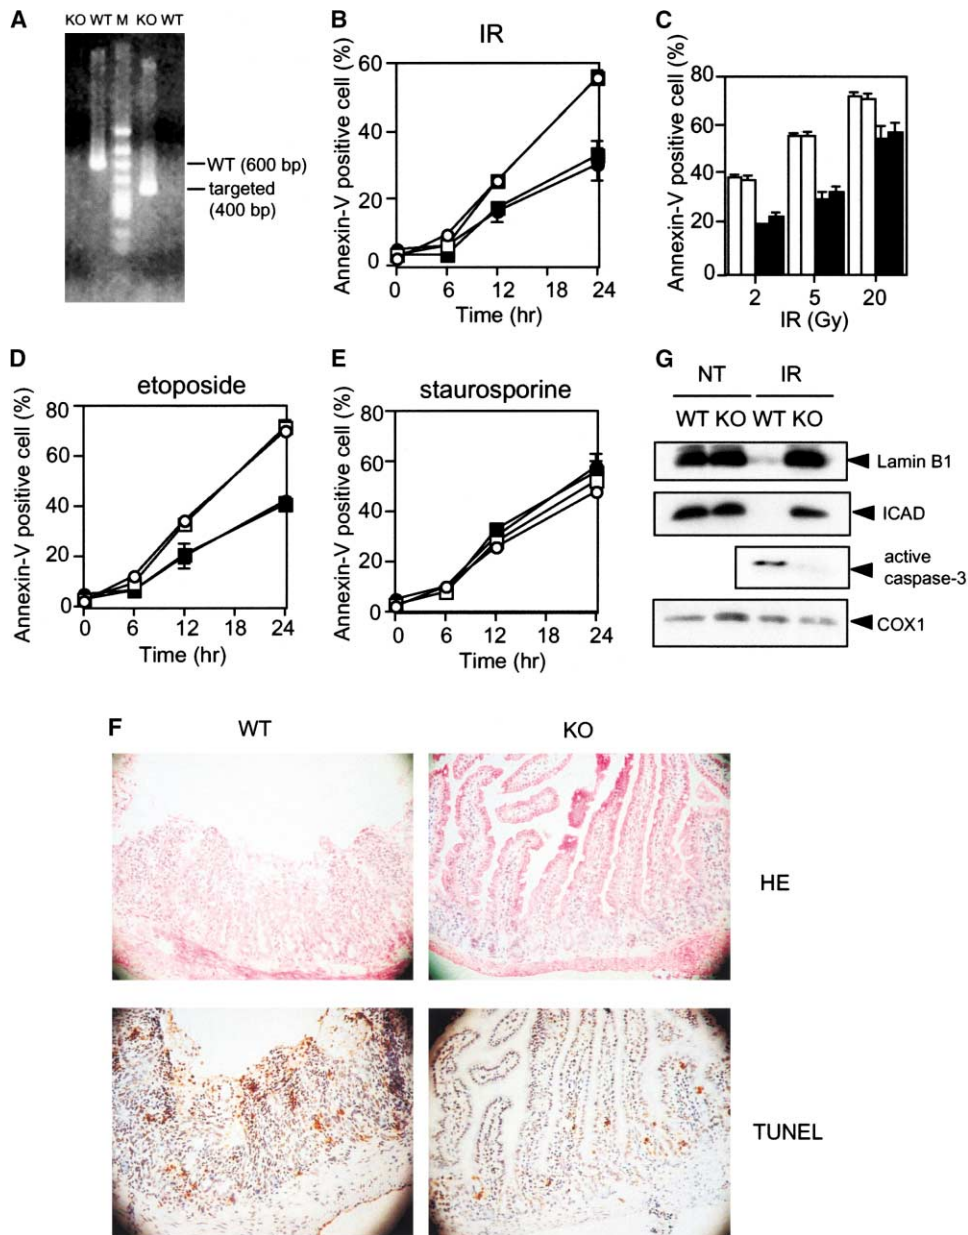 A
KO WT M KO WT
WT (600 bp)
targeted
(400 bp)
B
IR
Annexin-V positive cell (%)
60
40
20
0
0 6 12 18 24
Time (hr)
C
Annexin-V positive cell (%)
80
60
40
20
0
2 5 20
IR (Gy)
D
etoposide
Annexin-V positive cell (%)
80
60
40
20
0
0 6 12 18 24
Time (hr)
E
staurosporine
Annexin-V positive cell (%)
80
60
40
20
0
0 6 12 18 24
Time (hr)
G
NT IR
WT KO WT KO
Lamin B1
ICAD
active
caspase-3
COX1
F
WT KO
HE
TUNEL